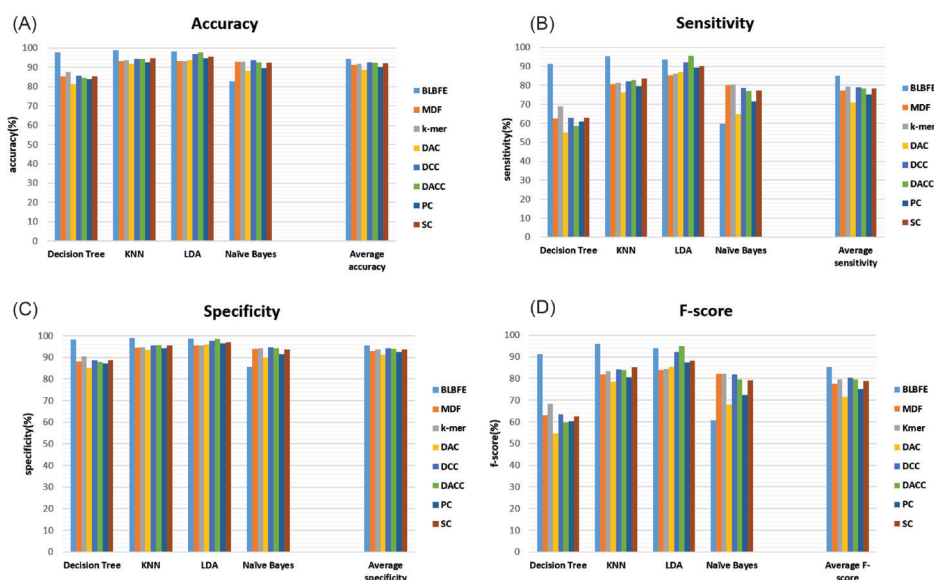 (A)
Accuracy
accuracy(%)
100
90
80
70
60
50
40
30
20
10
0
Decision Tree
KNN
LDA
Naïve Bayes
Average
accuracy
BLBFE
MDF
k-mer
DAC
DCC
DACC
PC
SC
(B)
Sensitivity
sensitivity(%)
100
90
80
70
60
50
40
30
20
10
0
Decision Tree
KNN
LDA
Naïve Bayes
Average
sensitivity
BLBFE
MDF
k-mer
DAC
DCC
DACC
PC
SC
(C)
Specificity
specificity(%)
100
90
80
70
60
50
40
30
20
10
0
Decision Tree
KNN
LDA
Naïve Bayes
Average
specificity
BLBFE
MDF
k-mer
DAC
DCC
DACC
PC
SC
(D)
F-score
f-score(%)
100
90
80
70
60
50
40
30
20
10
0
Decision Tree
KNN
LDA
Naïve Bayes
Average F-
score
BLBFE
MDF
Kmer
DAC
DCC
DACC
PC
SC